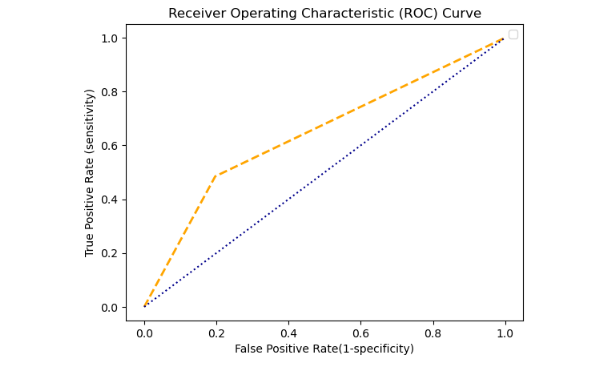 Receiver Operating Characteristic (ROC) Curve
1.0
0.8
0.6
0.4
0.2
0.0
True Positive Rate (sensitivity)
0.0 0.2 0.4 0.6 0.8 1.0
False Positive Rate(1-specificity)